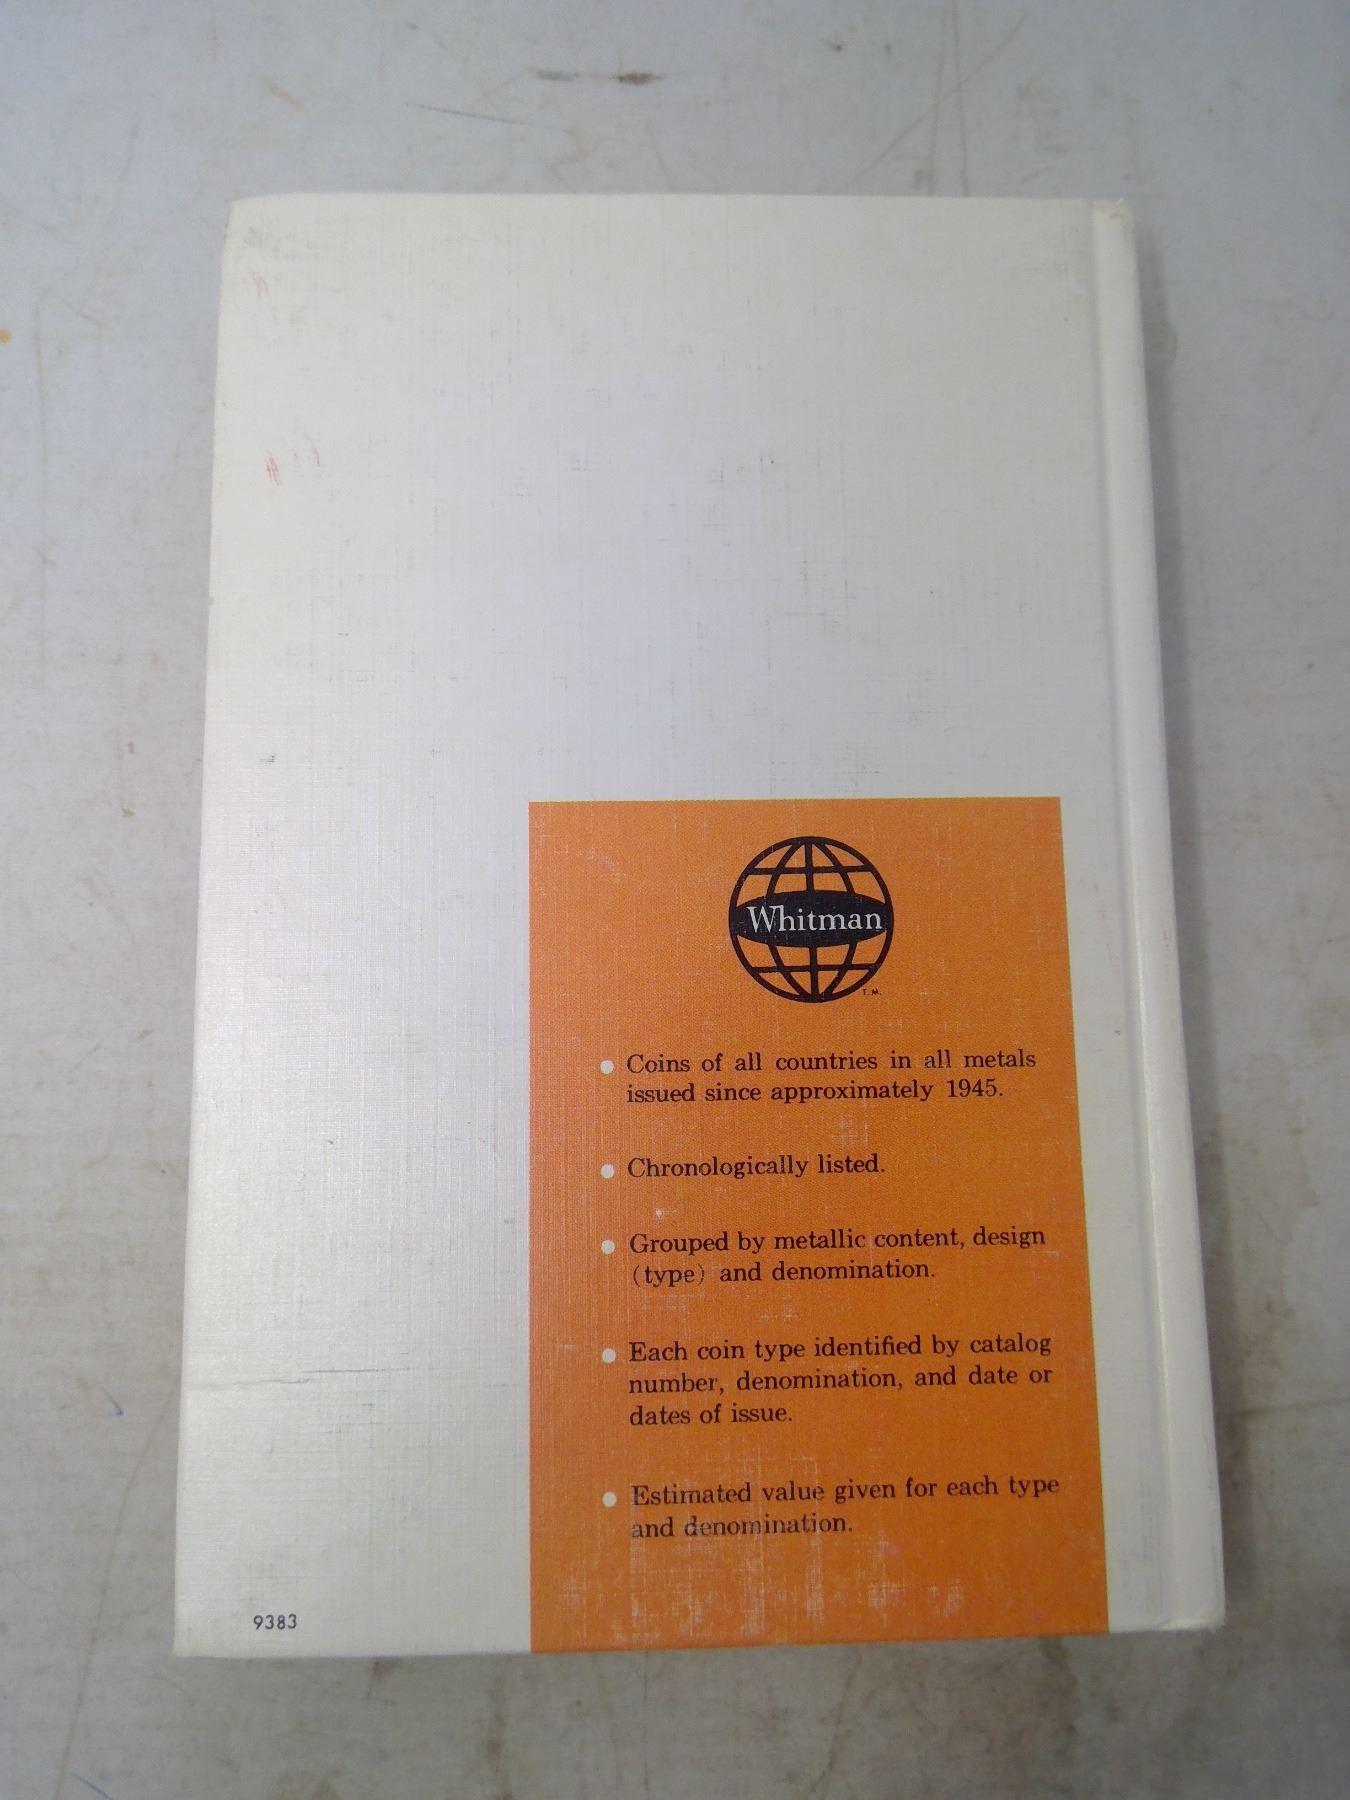 Whitman
T.M.
• Coins of all countries in all metals
issued since approximately 1945.
• Chronologically listed.
• Grouped by metallic content, design
(type) and denomination.
• Each coin type identified by catalog
number, denomination, and date or
dates of issue.
• Estimated value given for each type
and denomination.
9383